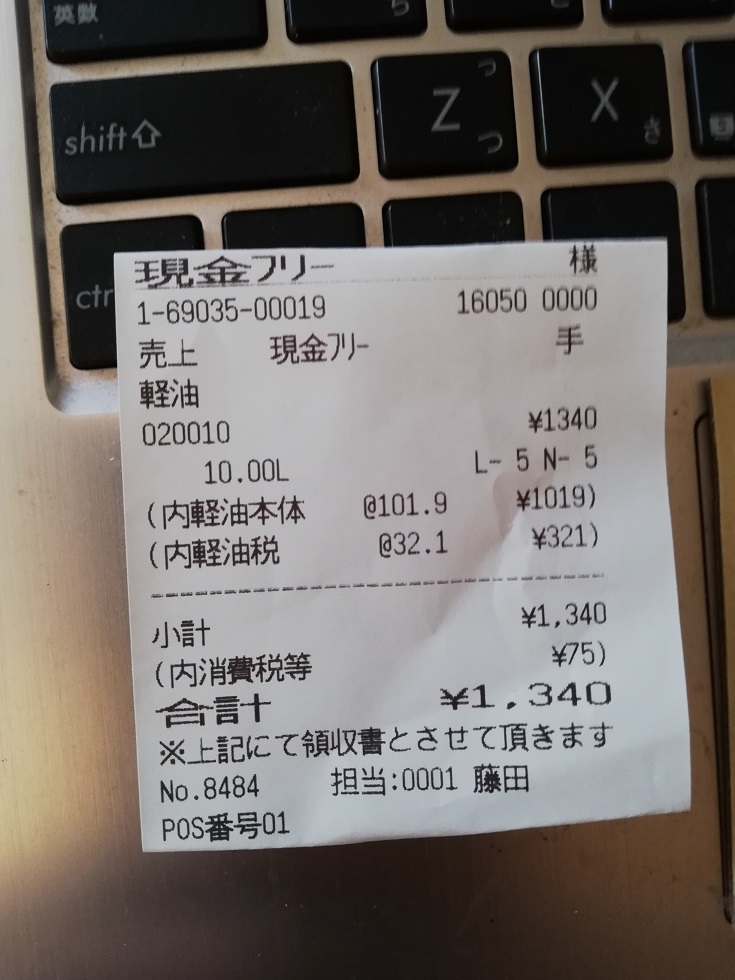 英数
ら
shift
Z
っ
つ
X
さ
ctr
現金フリー 様
1-69035-00019 16050 0000
売上 現金フリー 手
軽油
020010 ¥1340
10.00L L- 5 N- 5
(内軽油本体 @101.9 ¥1019)
(内軽油税 @32.1 ¥321)
小計 ¥1,340
(内消費税等 ¥75)
合計 ¥1,340
※上記にて領収書とさせて頂きます
No.8484 担当:0001 藤田
POS番号01